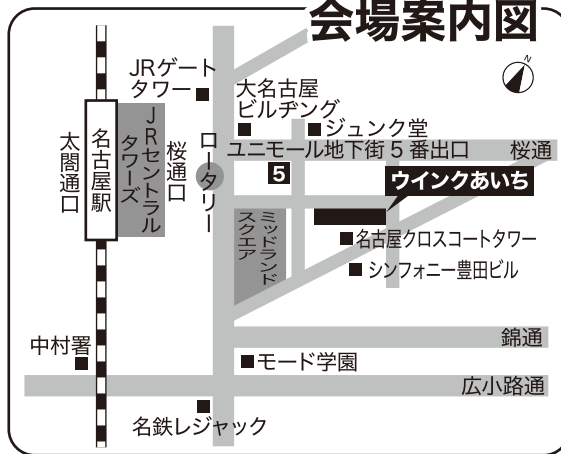 会場案内図
N
JRゲート
タワー
大名古屋
ビルヂング
ジュンク堂
ユニモール地下街5番出口
桜通
5
ウインクあいち
太閤通口
名古屋駅
JRセントラル
タワーズ
桜通口
ロータリー
ミッドランド
スクエア
名古屋クロスコートタワー
シンフォニー豊田ビル
錦通
中村署
モード学園
広小路通
名鉄レジャック